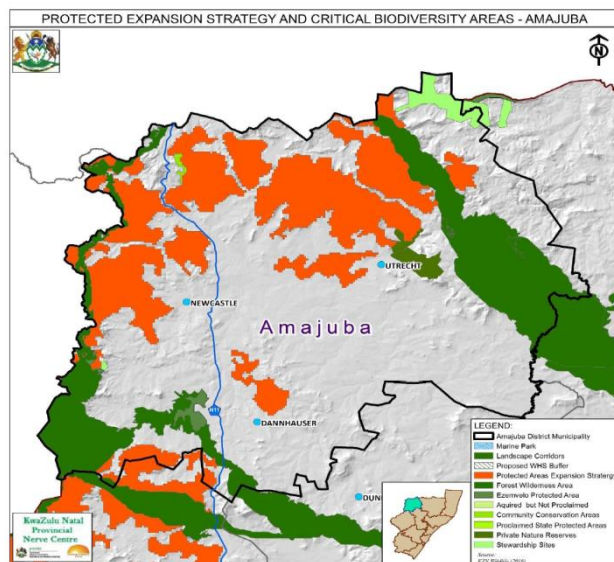 PROTECTED EXPANSION STRATEGY AND CRITICAL BIODIVERSITY AREAS - AMAJUBA
N
UTRECHT
NEWCASTLE
Amajuba
N11
DANNHAUSER
DUN
LEGEND:
Amajuba District Municipality
Marine Park
Landscape Corridors
Proposed WHS Buffer
Protected Areas Expansion Strategy
Forest Wilderness Area
Ezemvelo Protected Area
Aquired but Not Proclaimed
Community Conservation Areas
Proclaimed State Protected Areas
Private Nature Reserves
Stewardship Sites
Source:
KwaZulu Natal
Provincial
Nerve Centre